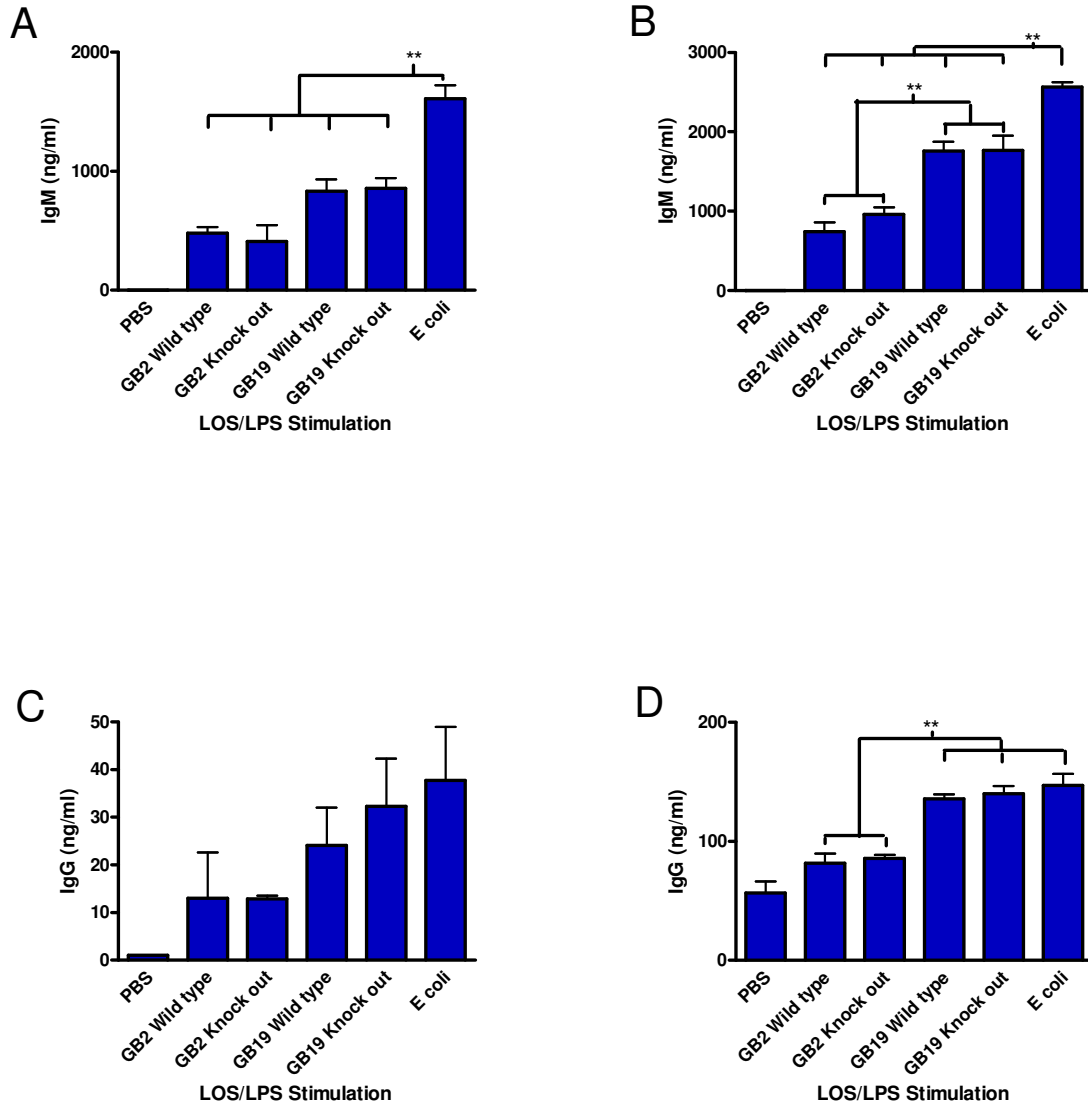 A
2000
1000
0
IgM (ng/ml)
**
PBS
GB2 Wild type
GB2 Knock out
GB19 Wild type
GB19 Knock out
E coli
LOS/LPS Stimulation
B
3000
2000
1000
0
IgM (ng/ml)
**
**
PBS
GB2 Wild type
GB2 Knock out
GB19 Wild type
GB19 Knock out
E coli
LOS/LPS Stimulation
C
50
40
30
20
10
0
IgG (ng/ml)
PBS
GB2 Wild type
GB2 Knock out
GB19 Wild type
GB19 Knock out
E coli
LOS/LPS Stimulation
D
200
100
0
IgG (ng/ml)
**
PBS
GB2 Wild type
GB2 Knock out
GB19 Wild type
GB19 Knock out
E coli
LOS/LPS Stimulation